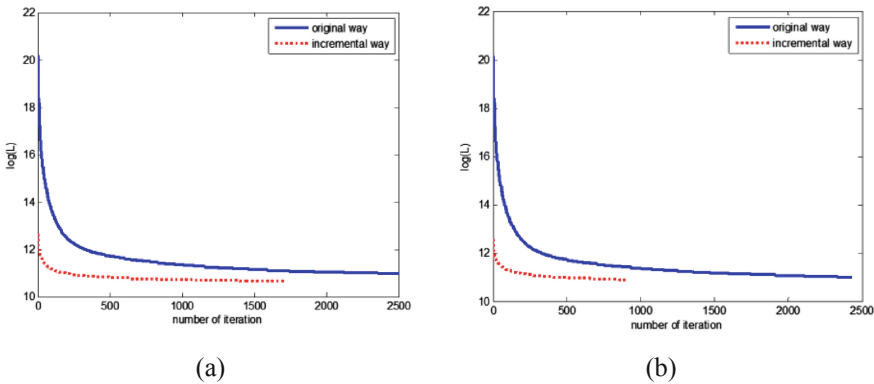 22
20
18
16
14
12
10
log(L)
0 500 1000 1500 2000 2500
number of iteration
original way
incremental way
(a)
22
20
18
16
14
12
10
log(L)
0 500 1000 1500 2000 2500
number of iteration
original way
incremental way
(b)